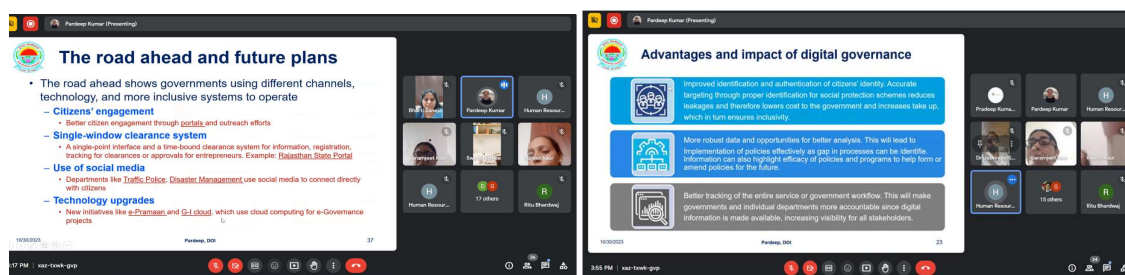 Pardeep Kumar (Presenting)
The road ahead and future plans
• The road ahead shows governments using different channels,
technology, and more inclusive systems to operate
– Citizens' engagement
• Better citizen engagement through portals and outreach efforts
– Single-window clearance system
• A single-point interface and a time-bound clearance system for information, registration,
tracking for clearances or approvals for entrepreneurs. Example: Rajasthan State Portal
– Use of social media
• Departments like Traffic Police, Disaster Management use social media to connect directly
with citizens
– Technology upgrades
• New initiatives like e-Pramaan and G-I cloud, which use cloud computing for e-Governance
projects
10/30/2023
Pardeep, DOI
37
Pardeep Kumar
Human Resour...
H
Human Resour...
H
D G
17 others
R
Ritu Bhardwaj
:17 PM | xaz-txwk-gvp
26
Pardeep Kumar (Presenting)
Advantages and impact of digital governance
Improved identification and authentication of citizens' identity. Accurate
targeting through proper identification for social protection schemes reduces
leakages and therefore lowers cost to the government and increases take up,
which in turn ensures inclusivity.
More robust data and opportunities for better analysis. This will lead to
Implementation of policies effectively as gap in processes can be identifie.
Information can also highlight efficacy of policies and programs to help form or
amend policies for the future.
Better tracking of the entire service or government workflow. This will make
governments and individual departments more accountable since digital
information is made available, increasing visibility for all stakeholders.
10/30/2023
Pardeep, DOI
23
Pradeep Kuma...
Pardeep Kumar
H
Human Resour...
H
Human Resour...
G
15 others
R
Ritu Bhardwaj
3:55 PM | xaz-txwk-gvp
24